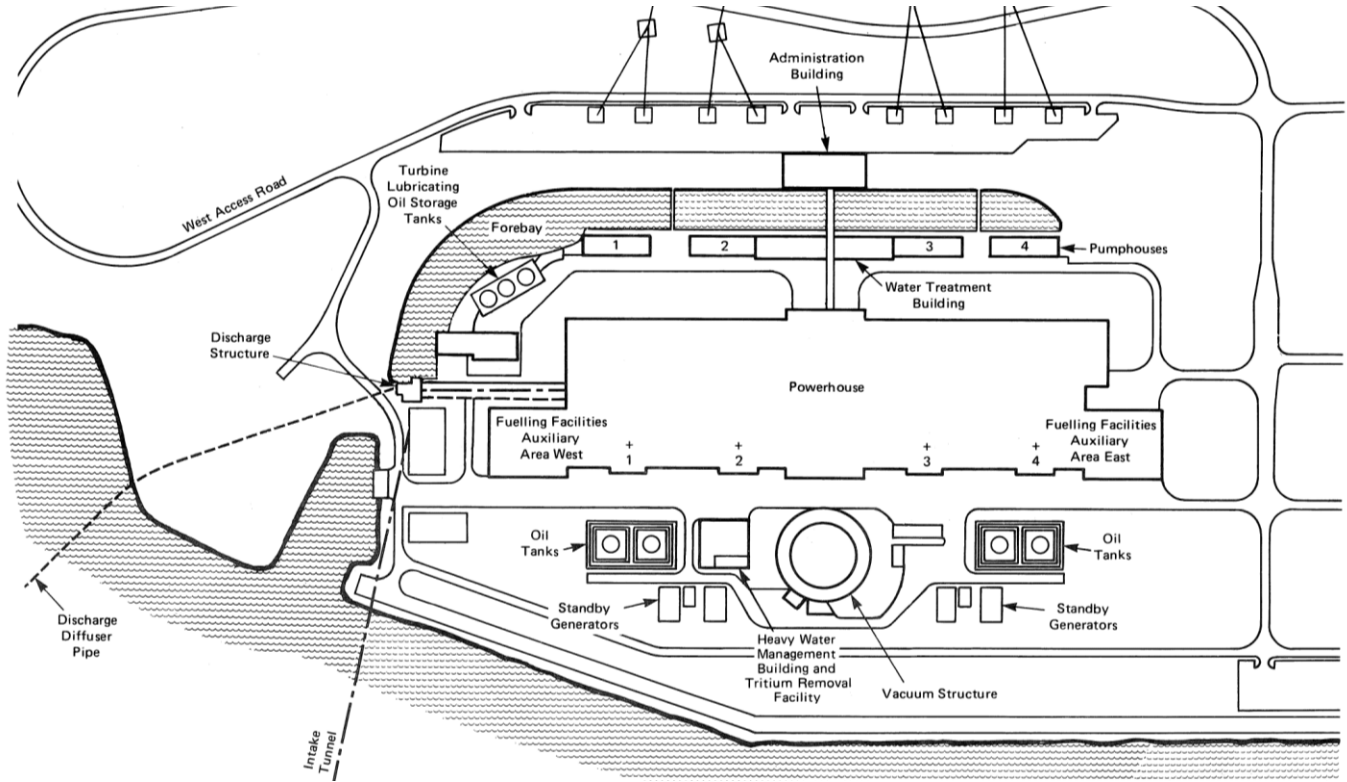 Administration
Building
Turbine
Lubricating
Oil Storage
Tanks
West Access Road
Forebay
1
2
3
4
Pumphouses
Water Treatment
Building
Discharge
Structure
Powerhouse
Fuelling Facilities
Auxiliary
Area West
Fuelling Facilities
Auxiliary
Area East
+
1
+
2
+
3
+
4
Oil
Tanks
Oil
Tanks
Standby
Generators
Standby
Generators
Discharge
Diffuser
Pipe
Heavy Water
Management
Building and
Tritium Removal
Facility
Vacuum Structure
Intake
Tunnel